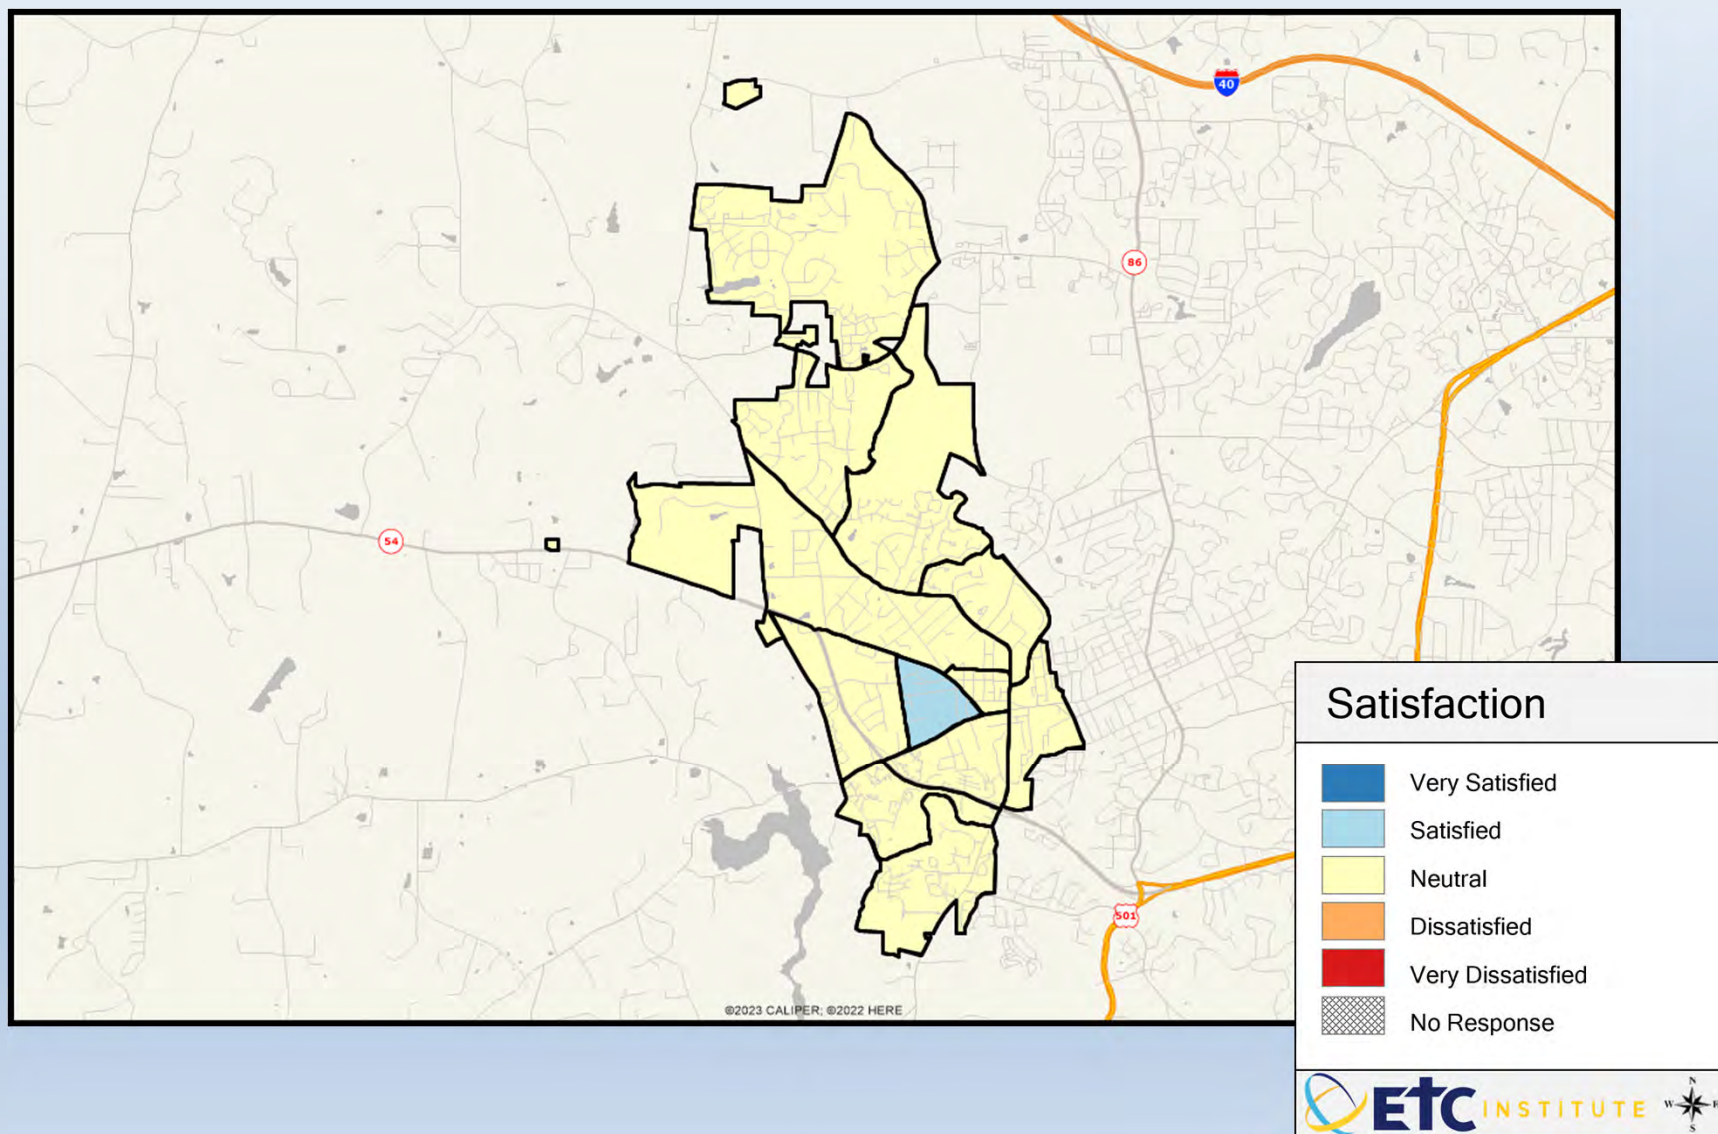 40
86
54
501
©2023 CALIPER; ©2022 HERE
Satisfaction
Very Satisfied
Satisfied
Neutral
Dissatisfied
Very Dissatisfied
No Response
ETC INSTITUTE
N
W E
S